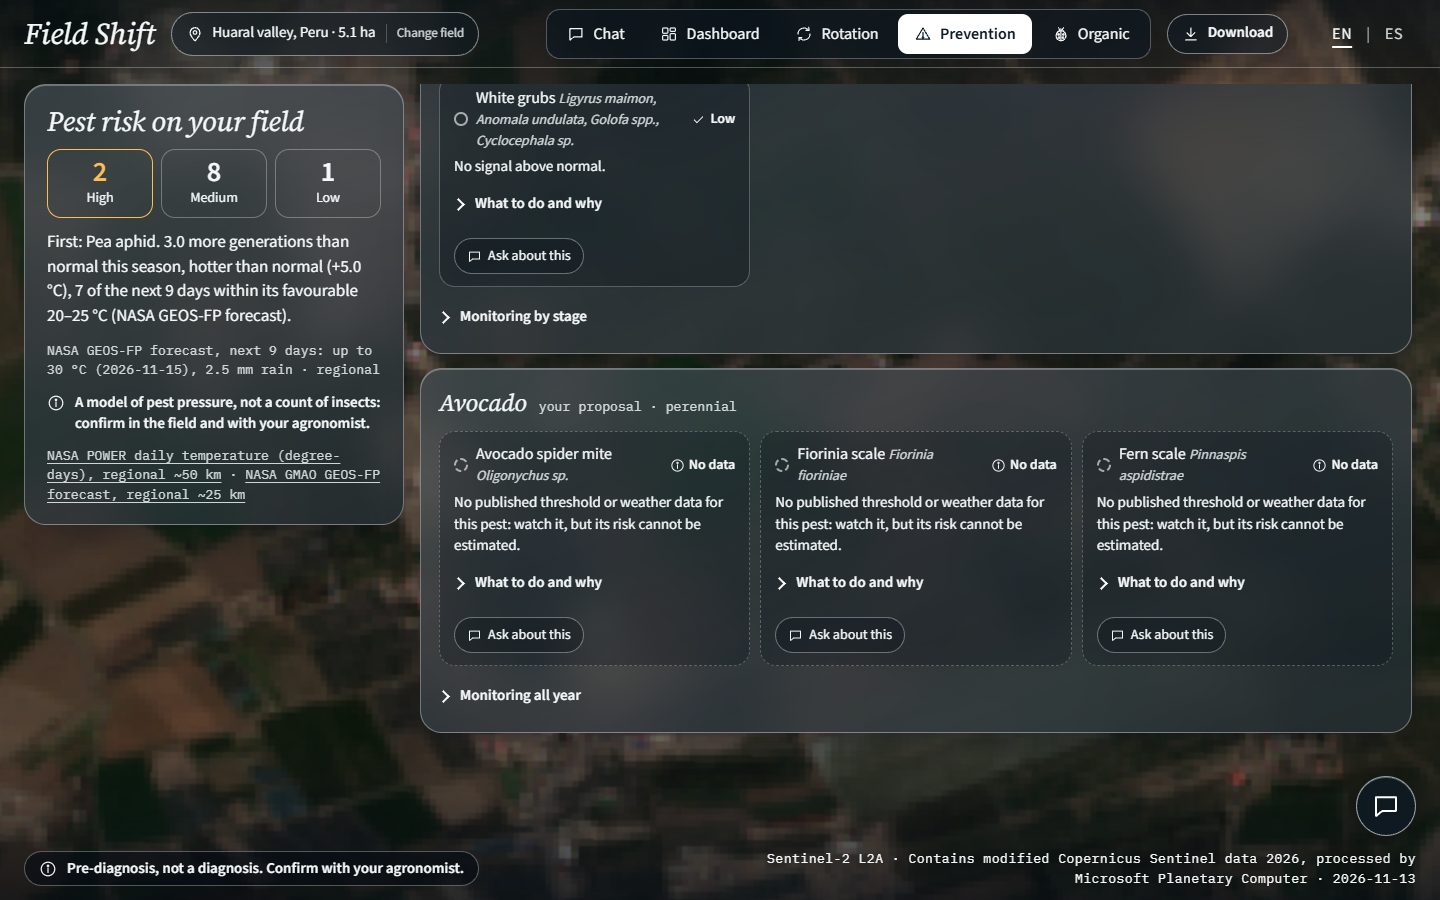 Field Shift
Huaral valley, Peru · 5.1 ha
Change field
Chat
Dashboard
Rotation
Prevention
Organic
Download
EN | ES
Pest risk on your field
2
High
8
Medium
1
Low
First: Pea aphid. 3.0 more generations than
normal this season, hotter than normal (+5.0
°C), 7 of the next 9 days within its favourable
20–25 °C (NASA GEOS-FP forecast).
NASA GEOS-FP forecast, next 9 days: up to
30 °C (2026-11-15), 2.5 mm rain · regional
A model of pest pressure, not a count of insects:
confirm in the field and with your agronomist.
NASA POWER daily temperature (degree-
days), regional ~50 km · NASA GMAO GEOS-FP
forecast, regional ~25 km
White grubs Ligyrus maimon,
Anomala undulata, Golofa spp.,
Cyclocephala sp.
Low
No signal above normal.
What to do and why
Ask about this
Monitoring by stage
Avocado your proposal · perennial
Avocado spider mite
Oligonychus sp.
No data
No published threshold or weather data for
this pest: watch it, but its risk cannot be
estimated.
What to do and why
Ask about this
Fiorinia scale Fiorinia
fioriniae
No data
No published threshold or weather data for
this pest: watch it, but its risk cannot be
estimated.
What to do and why
Ask about this
Fern scale Pinnaspis
aspidistrae
No data
No published threshold or weather data for
this pest: watch it, but its risk cannot be
estimated.
What to do and why
Ask about this
Monitoring all year
Pre-diagnosis, not a diagnosis. Confirm with your agronomist.
Sentinel-2 L2A · Contains modified Copernicus Sentinel data 2026, processed by
Microsoft Planetary Computer · 2026-11-13